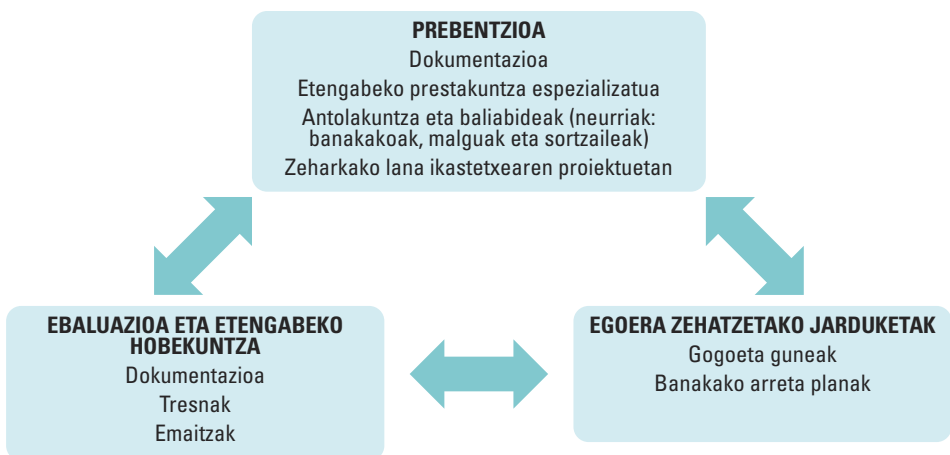 PREBENTZIOA
Dokumentazioa
Etengabeko prestakuntza espezializatua
Antolakuntza eta baliabideak (neurriak:
banakakoak, malguak eta sortzaileak)
Zeharkako lana ikastetxearen proiektuetan
EBALUAZIOA ETA ETENGABEKO
HOBEKUNTZA
Dokumentazioa
Tresnak
Emaitzak
EGOERA ZEHATZETAKO JARDUKETAK
Gogoeta guneak
Banakako arreta planak